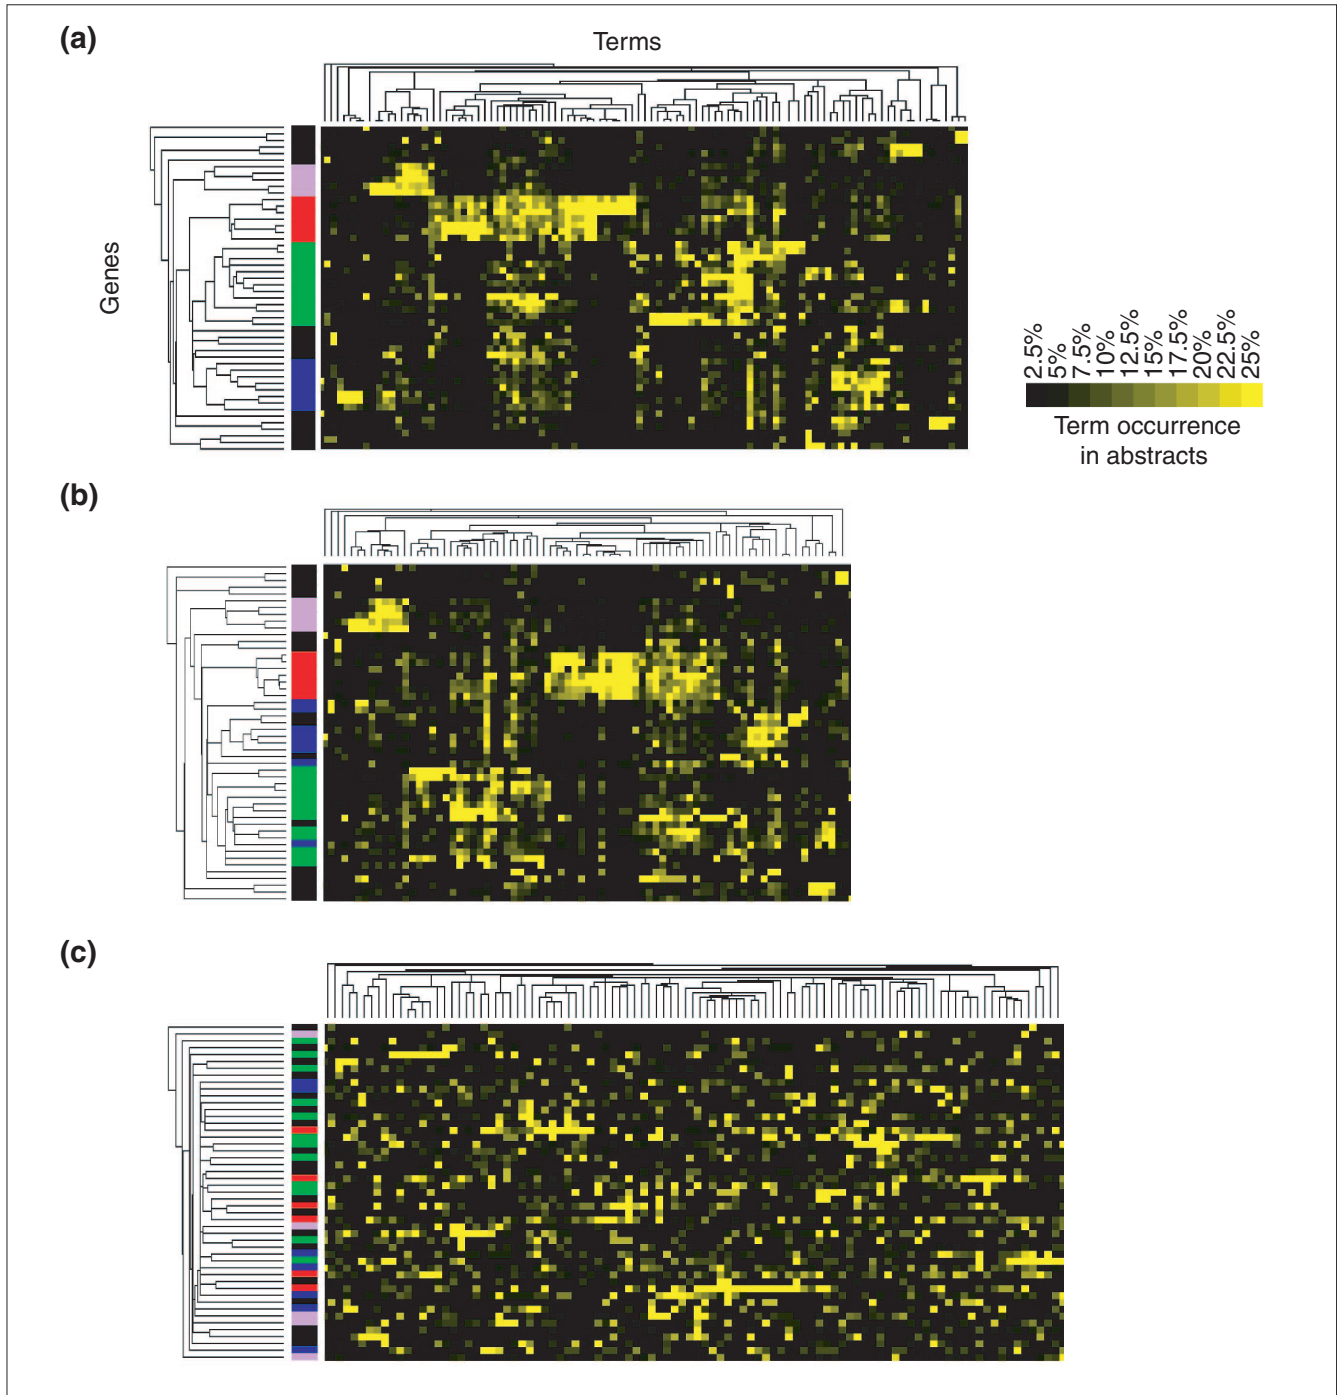 (a)
Terms
Genes
2.5%
5%
7.5%
10%
12.5%
15%
17.5%
20%
22.5%
25%
Term occurrence
in abstracts
(b)
(c)